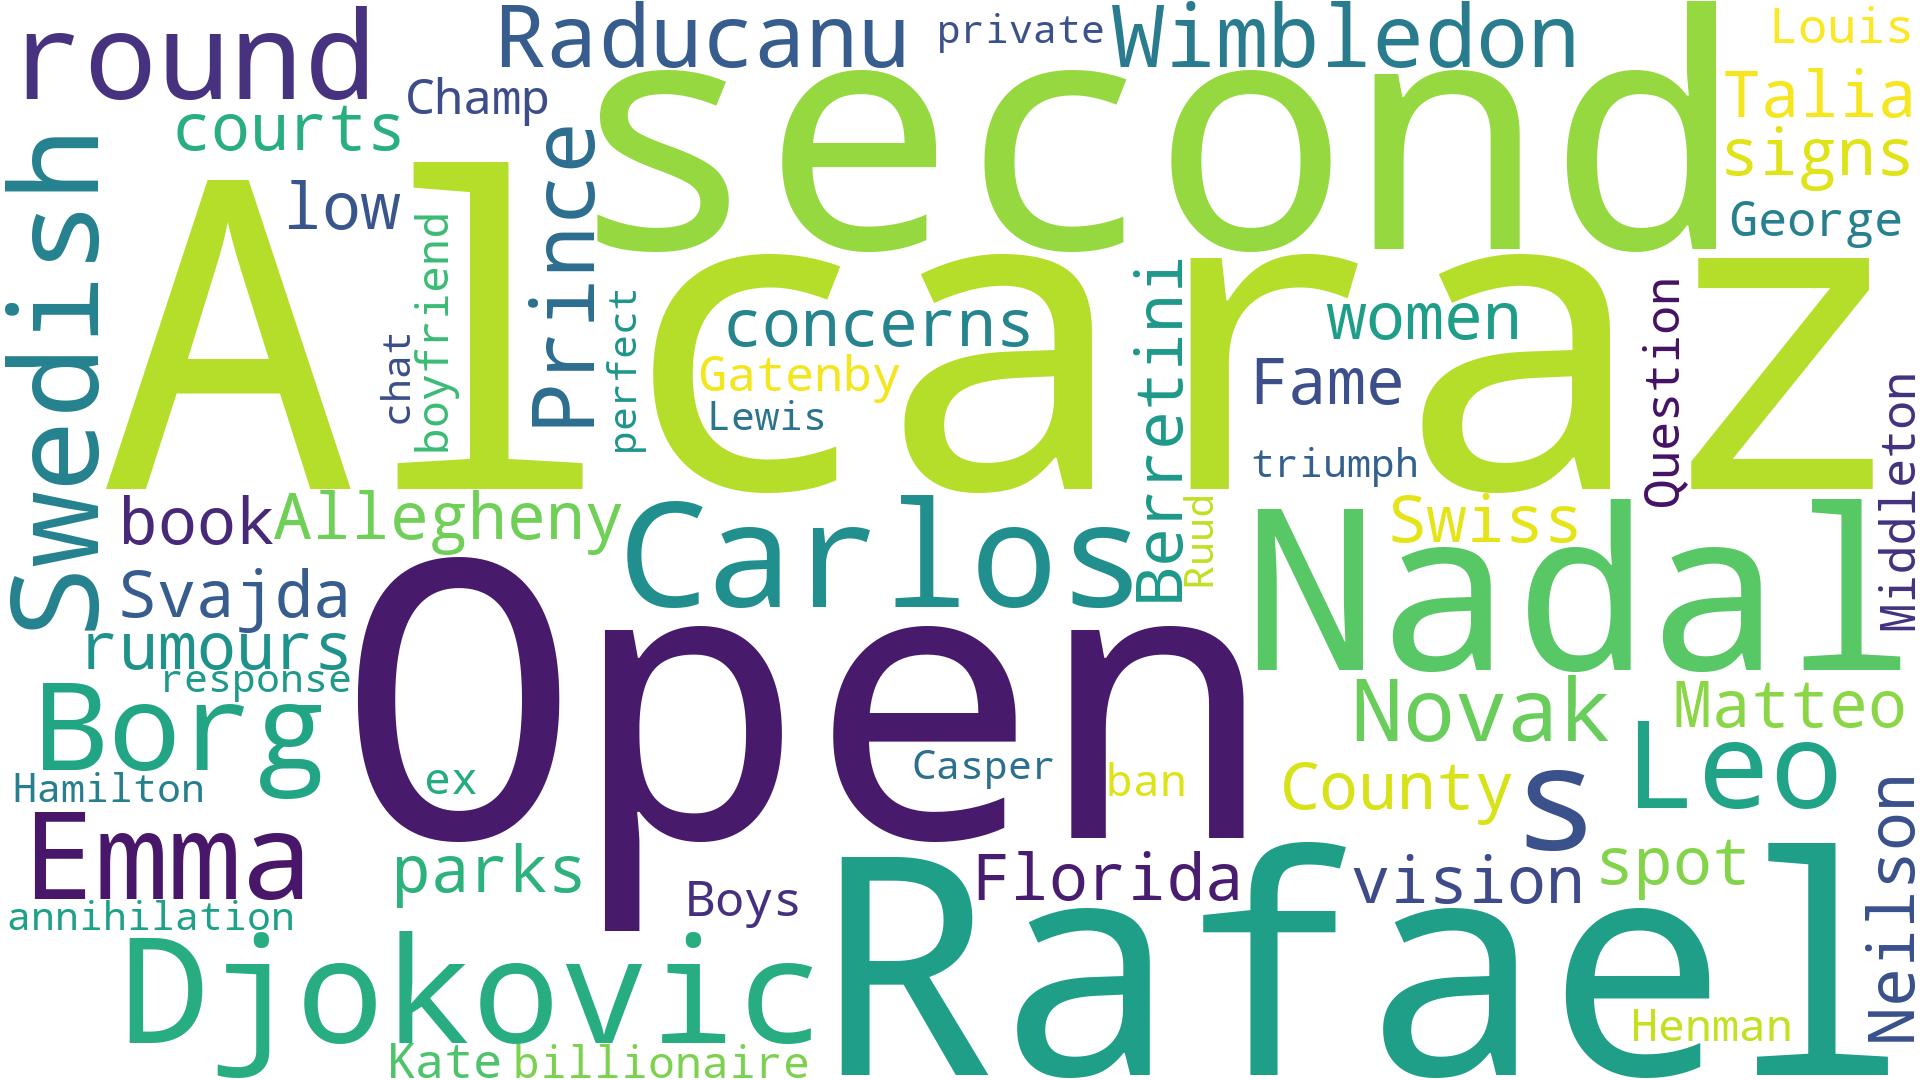 round
Raducanu
private
Wimbledon
Louis
Champ
courts
second
Talia
signs
Swedish
Prince
low
George
Alcaraz
boyfriend
chat
perfect
concerns
Gatenby
Lewis
Berretini
women
Fame
triumph
Question
Middleton
book
Allegheny
Carlos
Ruud
Swiss
Nadal
Svajda
rumours
response
Open
Borg
Novak
Matteo
Hamilton
ex
Casper
ban
County
s
Leo
Emma
parks
Boys
Florida
vision
spot
Neilson
annihilation
Djokovic
Rafael
Henman
Kate
billionaire